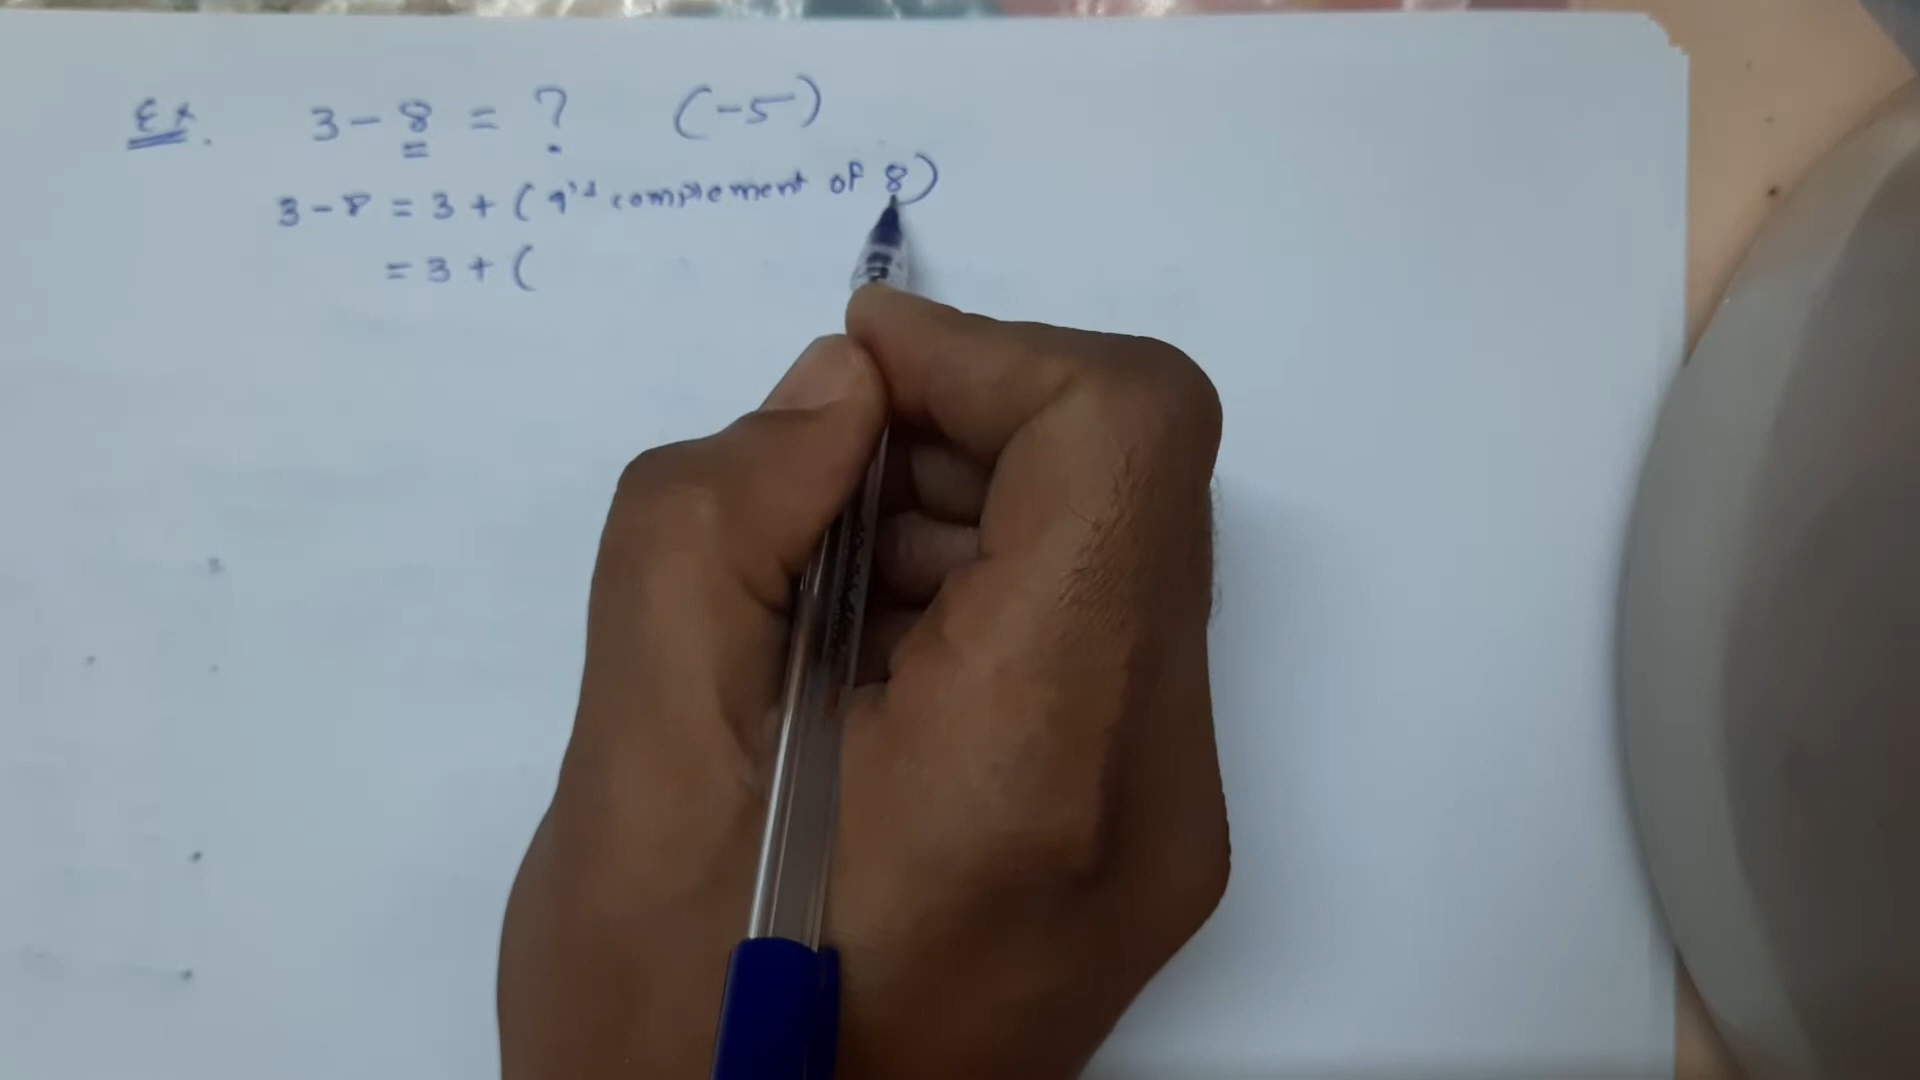 Ex. 3 - 8 = ? (-5)
3 - 8 = 3 + ( 9's complement of 8)
= 3 + (